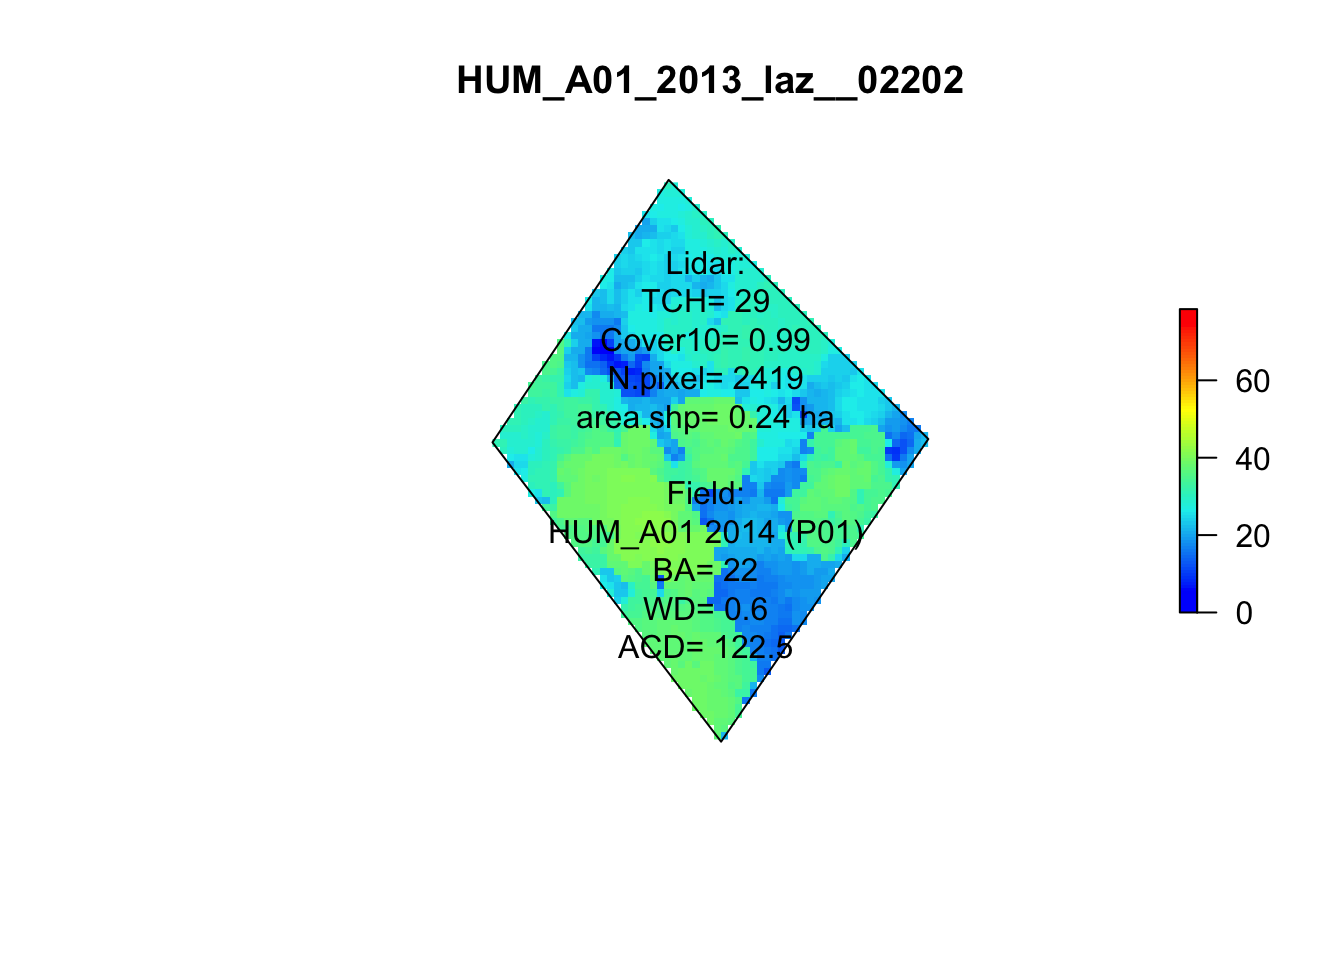 HUM_A01_2013_laz__02202
Lidar:
TCH= 29
Cover10= 0.99
N.pixel= 2419
area.shp= 0.24 ha
Field:
HUM_A01 2014 (P01)
BA= 22
WD= 0.6
ACD= 122.5
60
40
20
0